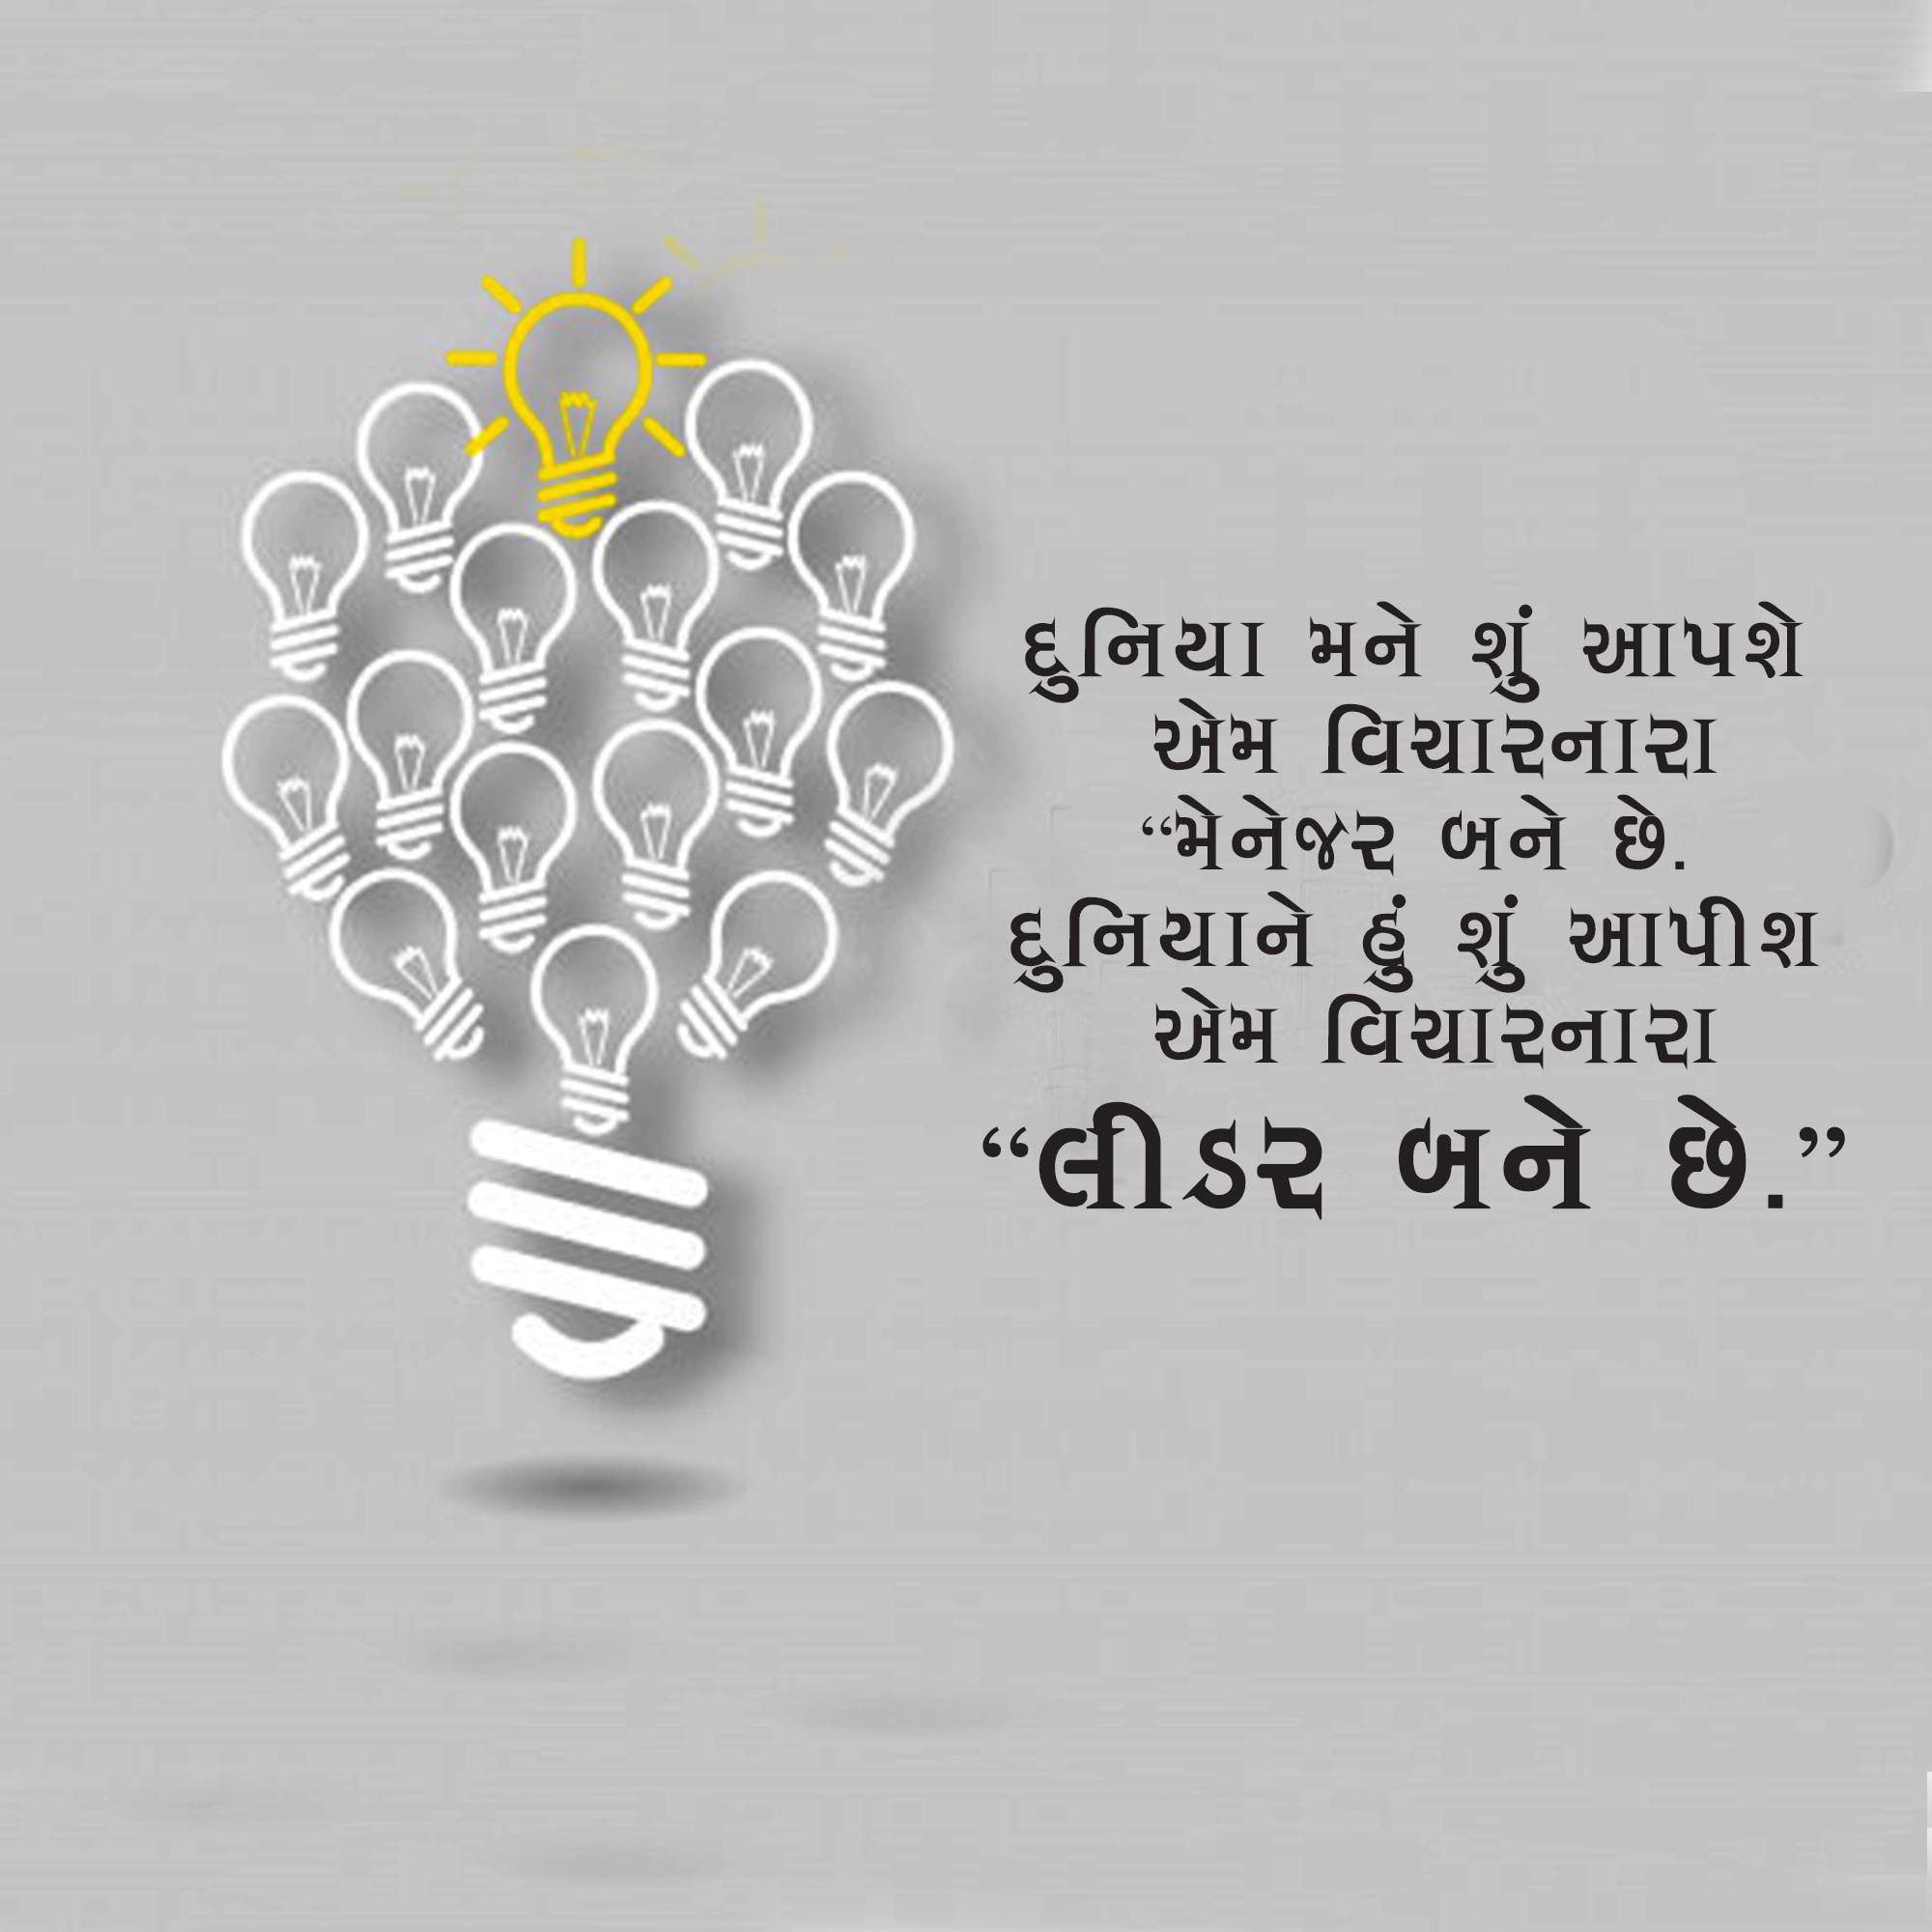 દુનિયા મને શું આપશે
એમ વિચારનારા
“મેનેજર બને છે.
દુનિયાને હું શું આપીશ
એમ વિચારનારા
“લીડર બને છે.”